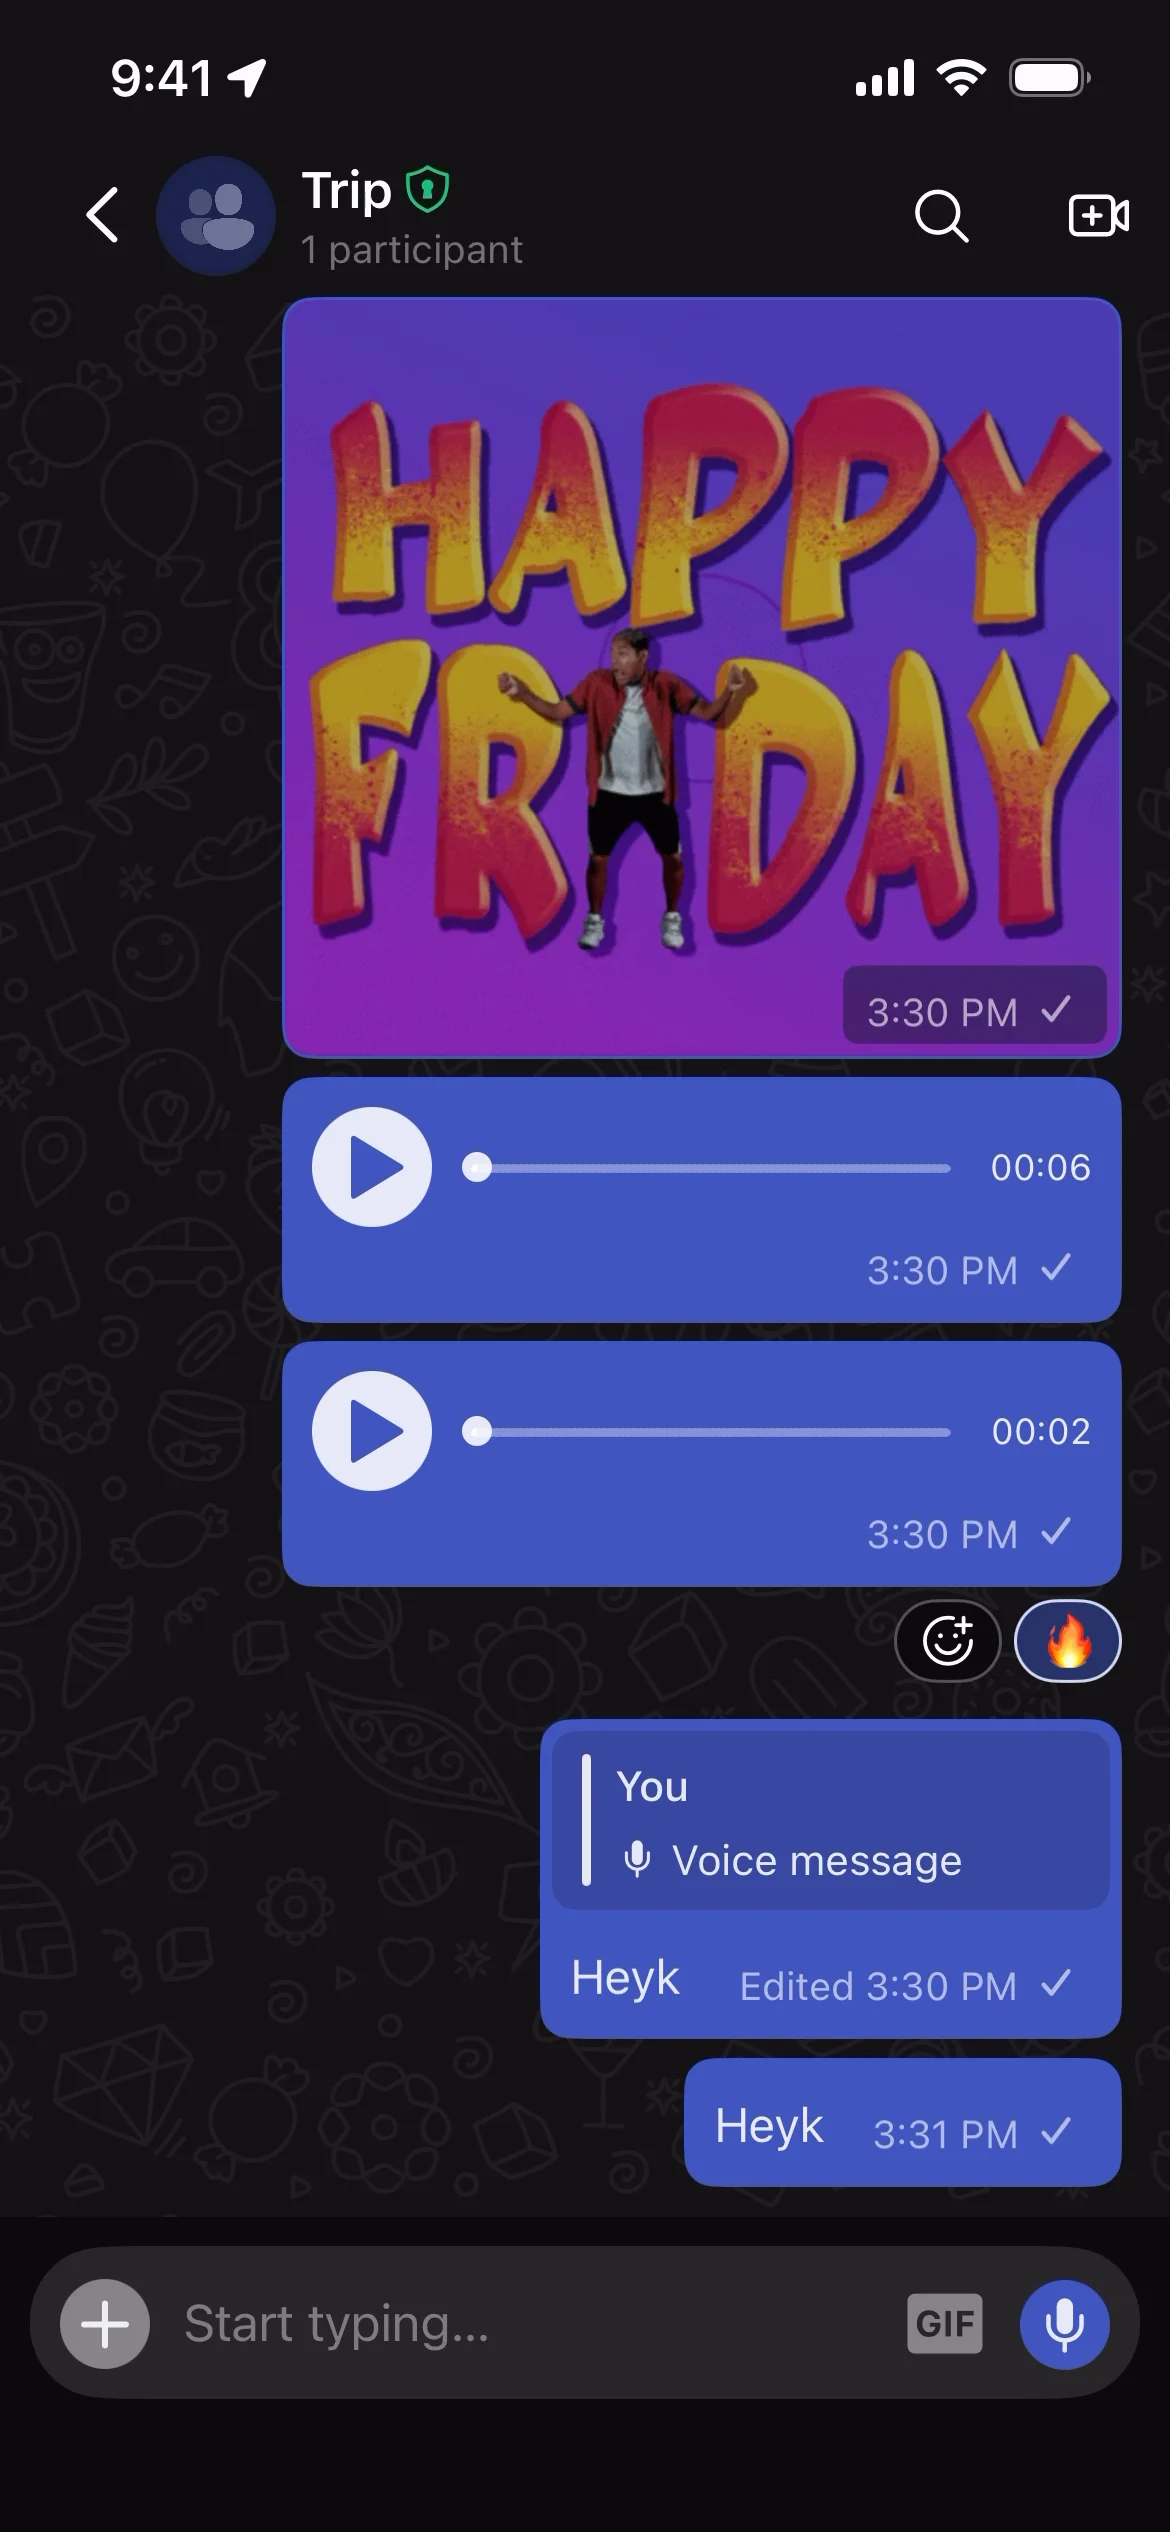 9:41
Trip
1 participant
HAPPY
FRDAY
3:30 PM
00:06
3:30 PM
00:02
3:30 PM
You
Voice message
Heyk Edited 3:30 PM
Heyk 3:31 PM
Start typing... GIF